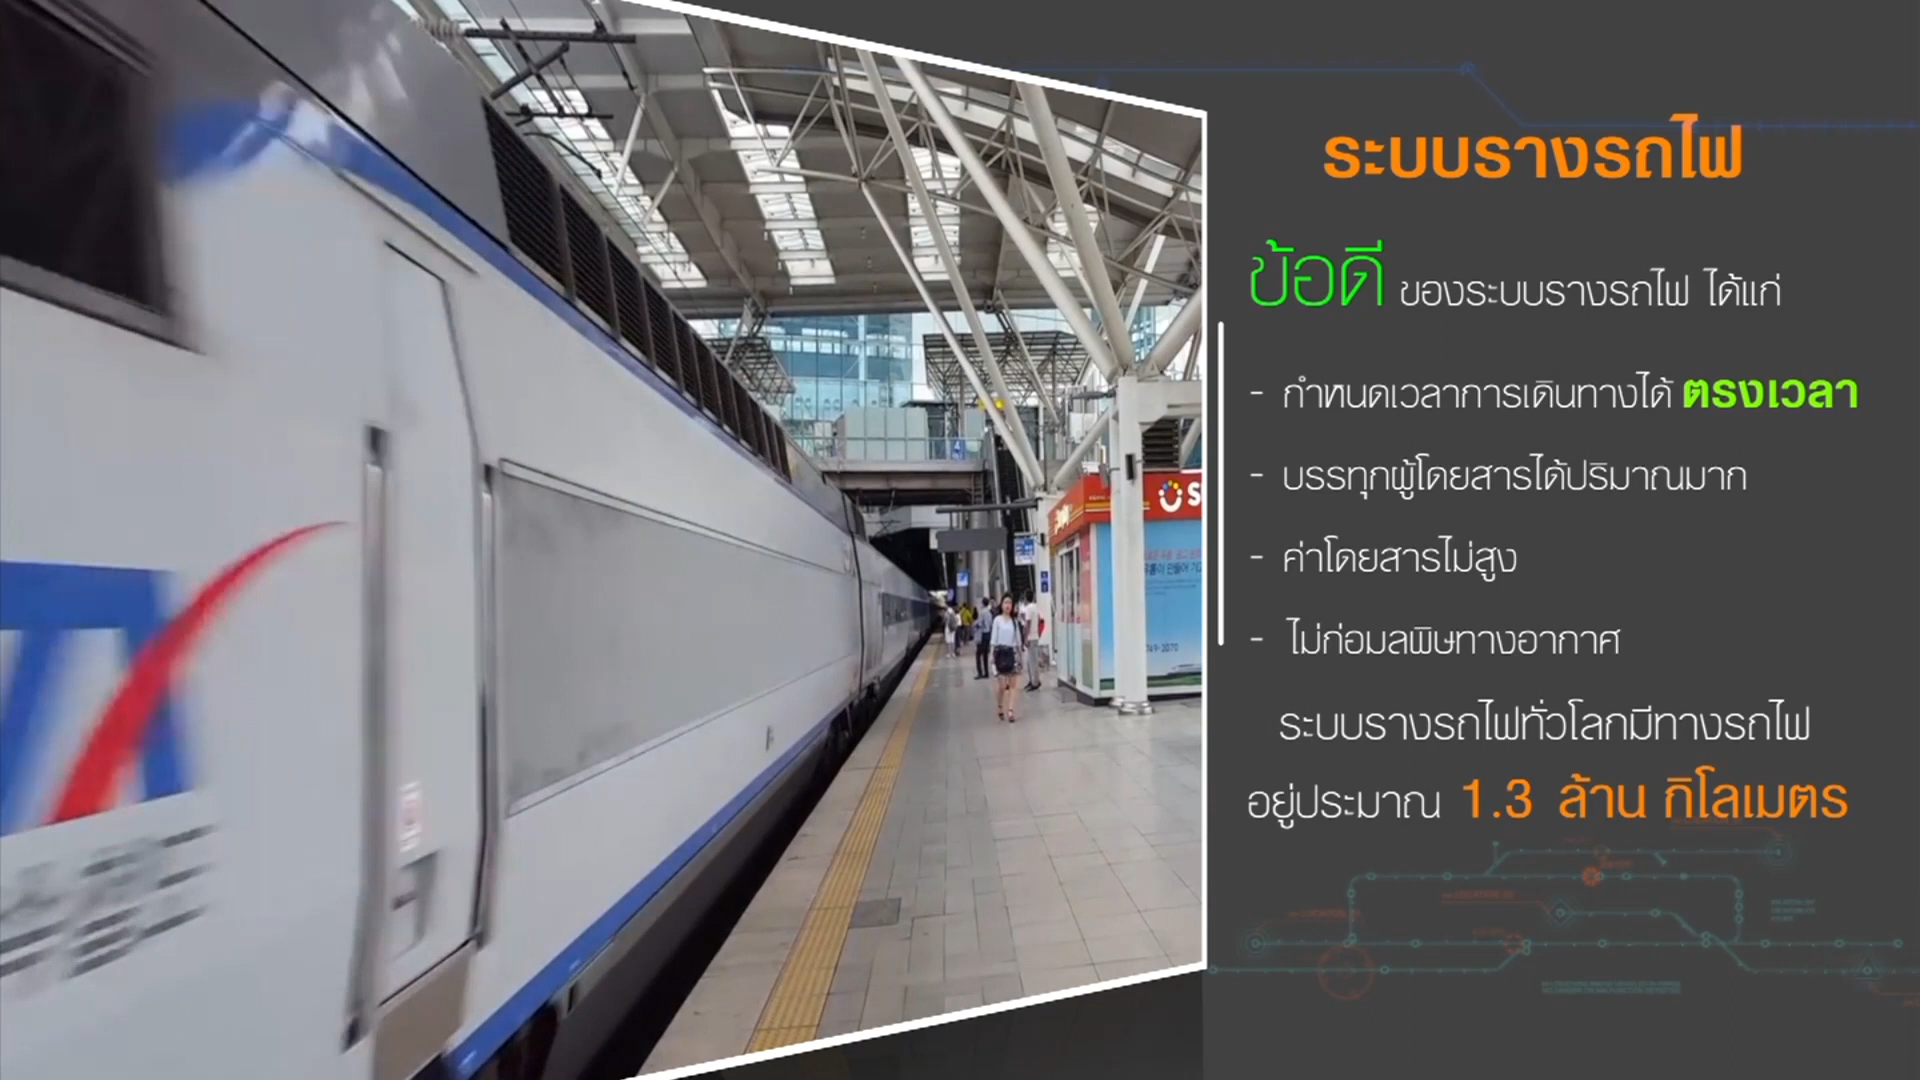 ระบบรางรถไฟ
ข้อดี ของระบบรางรถไฟ ได้แก่
- กำหนดเวลาการเดินทางได้ ตรงเวลา
- บรรทุกผู้โดยสารได้ปริมาณมาก
- ค่าโดยสารไม่สูง
- ไม่ก่อมลพิษทางอากาศ
ระบบรางรถไฟทั่วโลกมีทางรถไฟ
อยู่ประมาณ 1.3 ล้าน กิโลเมตร